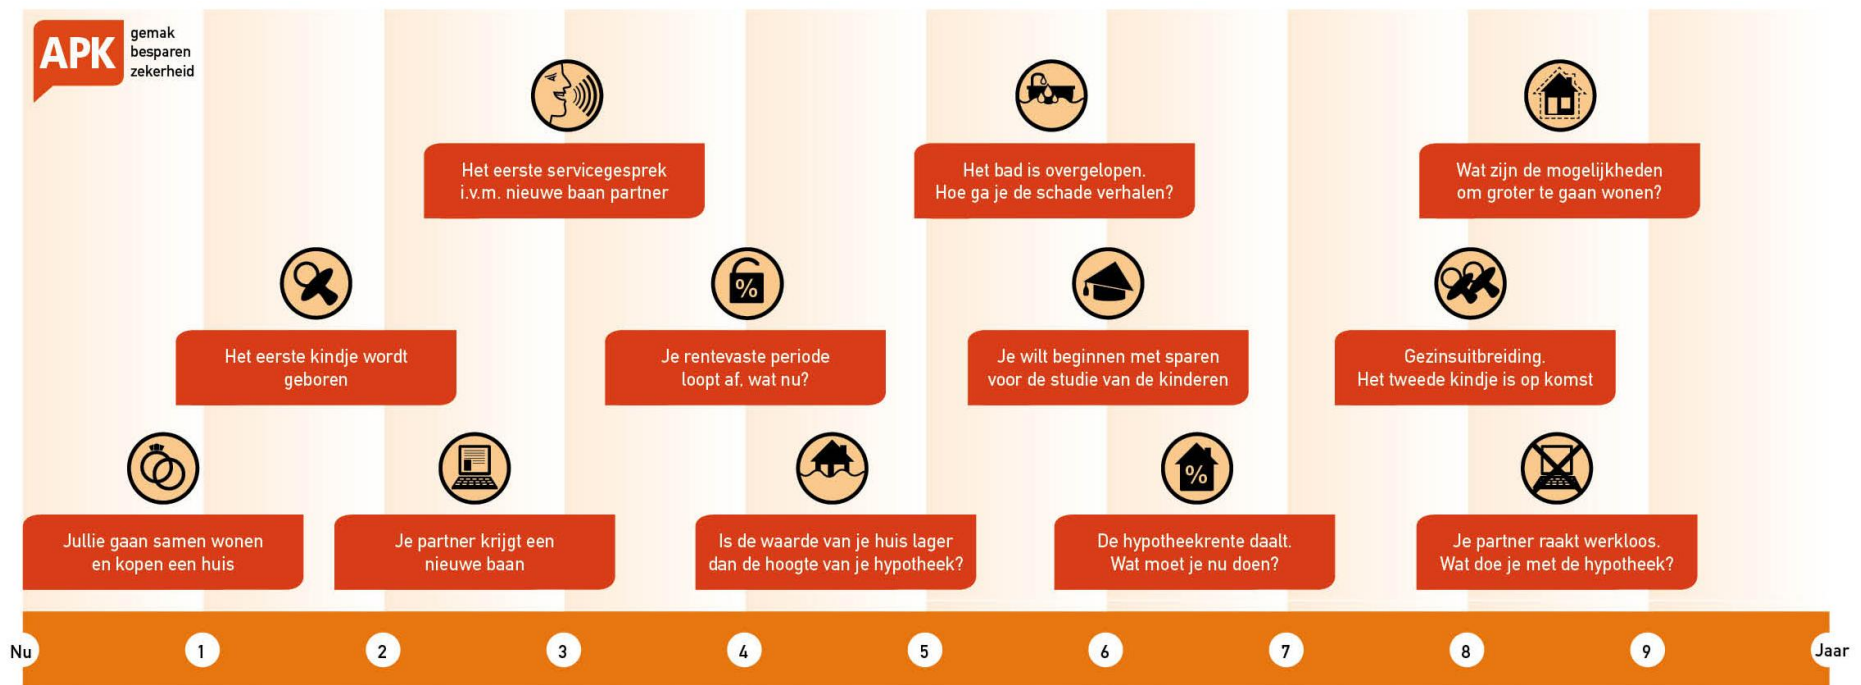 APK
gemak
besparen
zekerheid
Het eerste servicegesprek
i.v.m. nieuwe baan partner
Het bad is overgelopen.
Hoe ga je de schade verhalen?
Wat zijn de mogelijkheden
om groter te gaan wonen?
Het eerste kindje wordt
geboren
%
Je rentevaste periode
loopt af, wat nu?
Je wilt beginnen met sparen
voor de studie van de kinderen
Gezinsuitbreiding.
Het tweede kindje is op komst
Jullie gaan samen wonen
en kopen een huis
Je partner krijgt een
nieuwe baan
Is de waarde van je huis lager
dan de hoogte van je hypotheek?
%
De hypotheekrente daalt.
Wat moet je nu doen?
Je partner raakt werkloos.
Wat doe je met de hypotheek?
Nu 1 2 3 4 5 6 7 8 9 Jaar